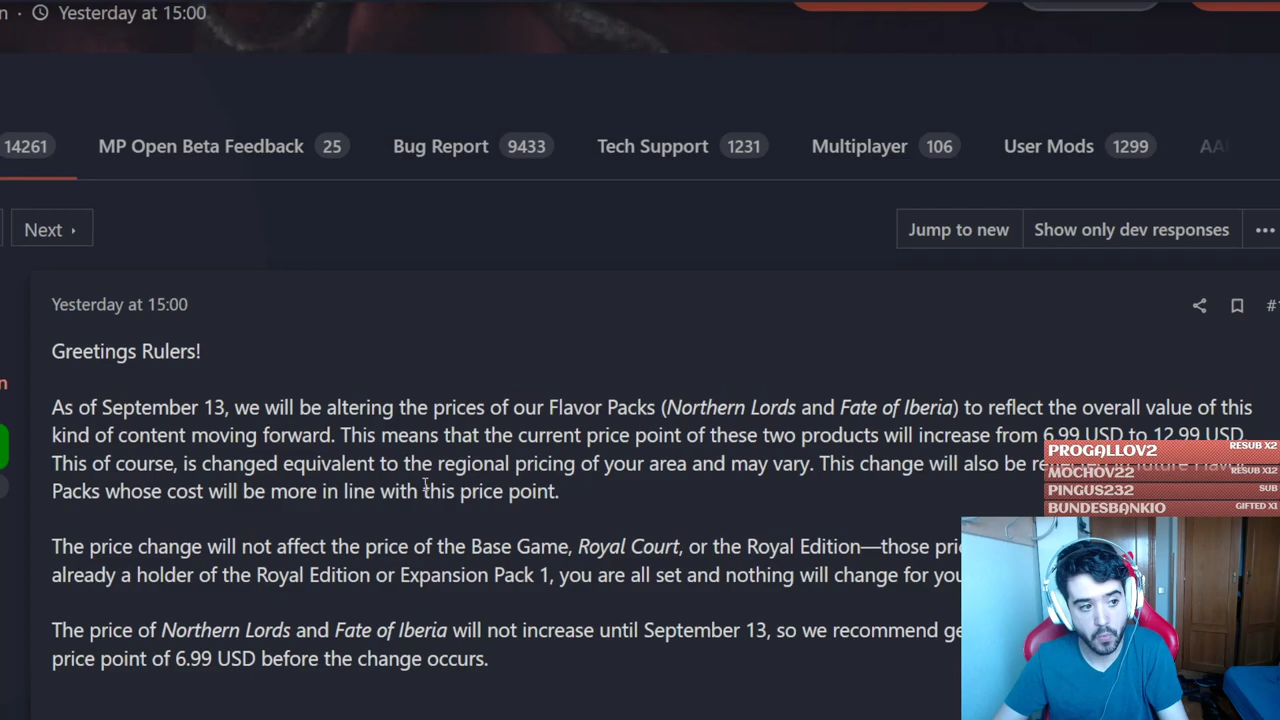 n · Yesterday at 15:00
14261 MP Open Beta Feedback 25 Bug Report 9433 Tech Support 1231 Multiplayer 106 User Mods 1299 AA
Next Jump to new Show only dev responses
Yesterday at 15:00
Greetings Rulers!
As of September 13, we will be altering the prices of our Flavor Packs (Northern Lords and Fate of Iberia) to reflect the overall value of this
kind of content moving forward. This means that the current price point of these two products will increase from 6.99 USD to 12.99 USD.
This of course, is changed equivalent to the regional pricing of your area and may vary. This change will also be
Packs whose cost will be more in line with this price point.
The price change will not affect the price of the Base Game, Royal Court, or the Royal Edition—those
already a holder of the Royal Edition or Expansion Pack 1, you are all set and nothing will change for you
The price of Northern Lords and Fate of Iberia will not increase until September 13, so we recommend
price point of 6.99 USD before the change occurs.
PROGALLOV2 RESUB X2
MOCHOV22 RESUB X12
PINGUS232 SUB
BUNDESBANKIO GIFTED X1